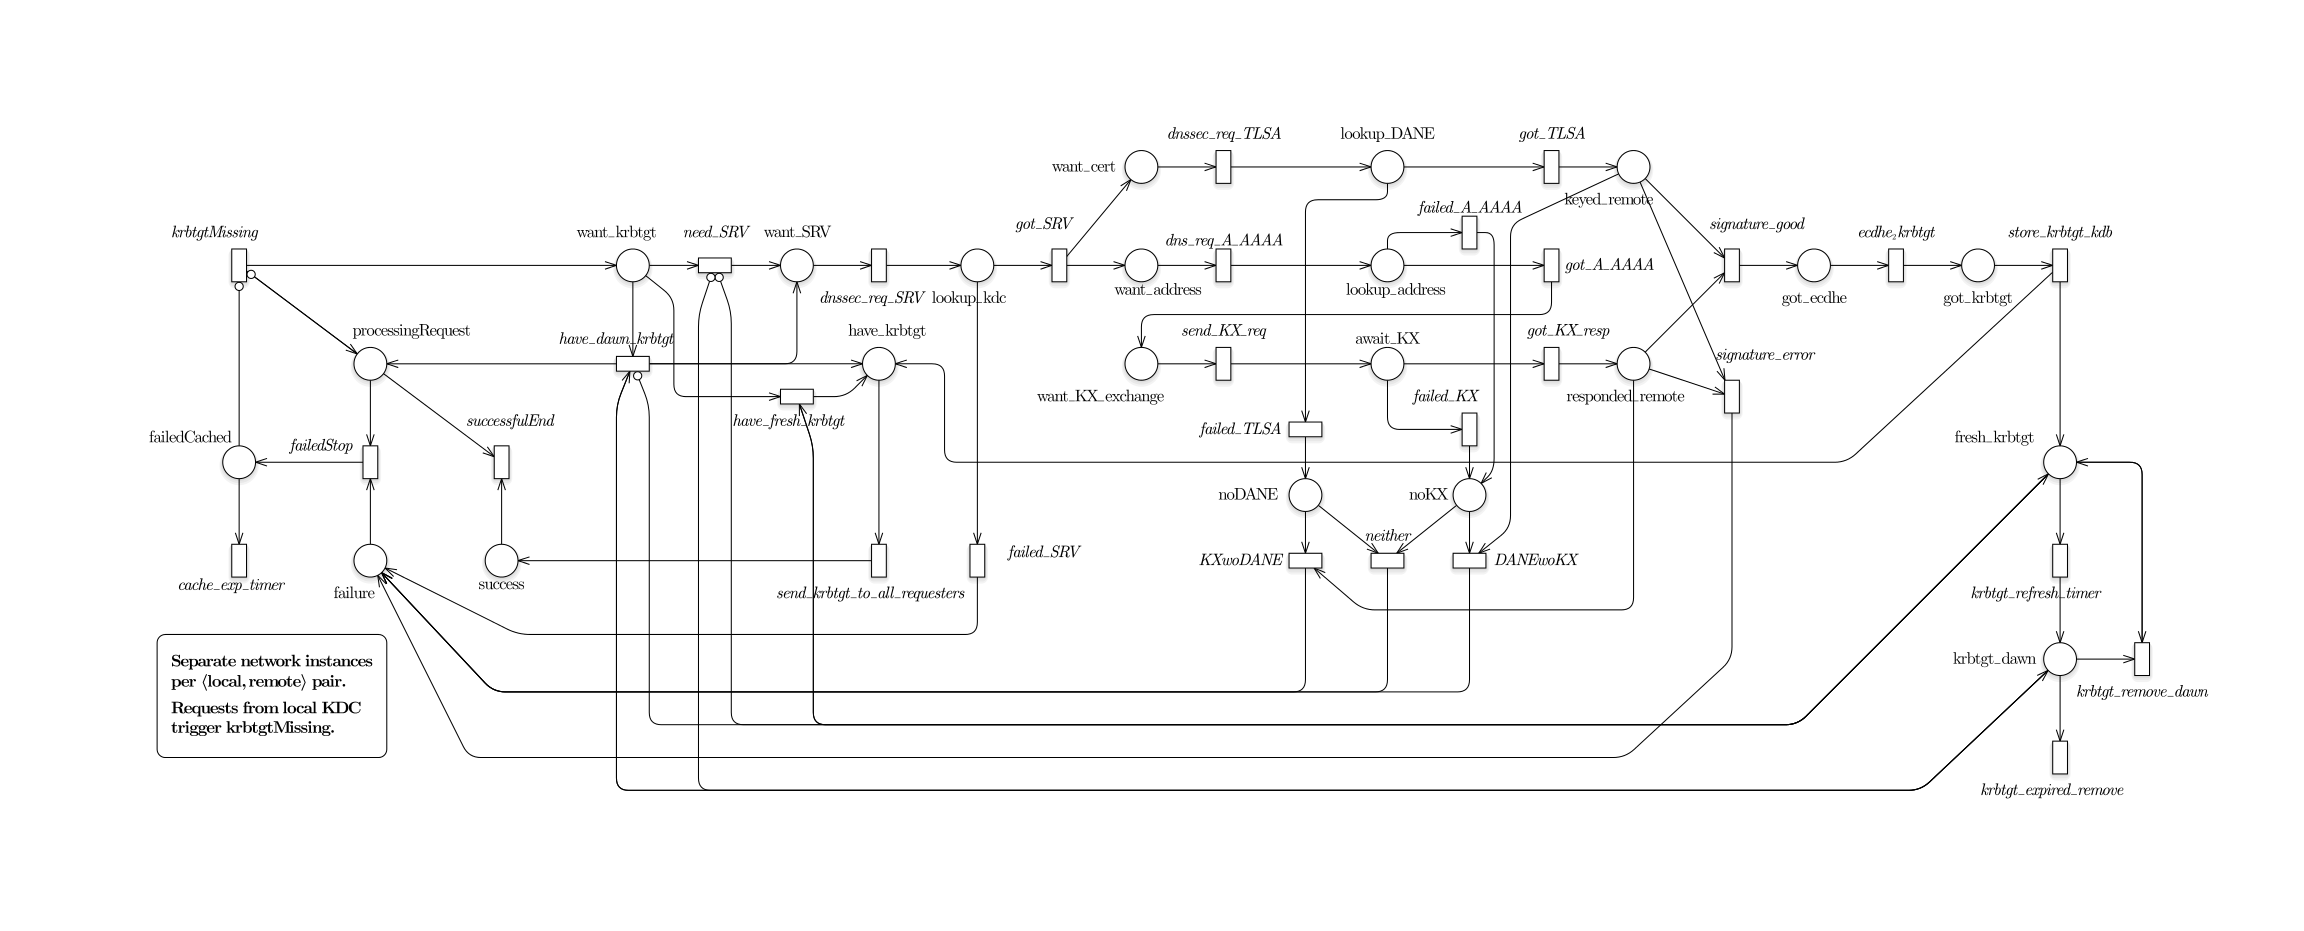 dnssec_req_TLSA
lookup_DANE
got_TLSA
want_cert
keyed_remote
failed_A_AAAA
krbtgtMissing
want_krbtgt
need_SRV
want_SRV
got_SRV
dns_req_A_AAAA
signature_good
ecdhe₂krbtgt
store_krbtgt_kdb
got_A_AAAA
dnssec_req_SRV
lookup_kdc
want_address
lookup_address
got_ecdhe
got_krbtgt
processingRequest
have_dawn_krbtgt
have_krbtgt
send_KX_req
await_KX
got_KX_resp
signature_error
want_KX_exchange
failed_KX
responded_remote
successfulEnd
have_fresh_krbtgt
failedCached
failedStop
failed_TLSA
fresh_krbtgt
noDANE
noKX
neither
failed_SRV
KXwoDANE
DANEwoKX
cache_exp_timer
failure
success
send_krbtgt_to_all_requesters
krbtgt_refresh_timer
Separate network instances
per ⟨local, remote⟩ pair.
Requests from local KDC
trigger krbtgtMissing.
krbtgt_dawn
krbtgt_remove_dawn
krbtgt_expired_remove